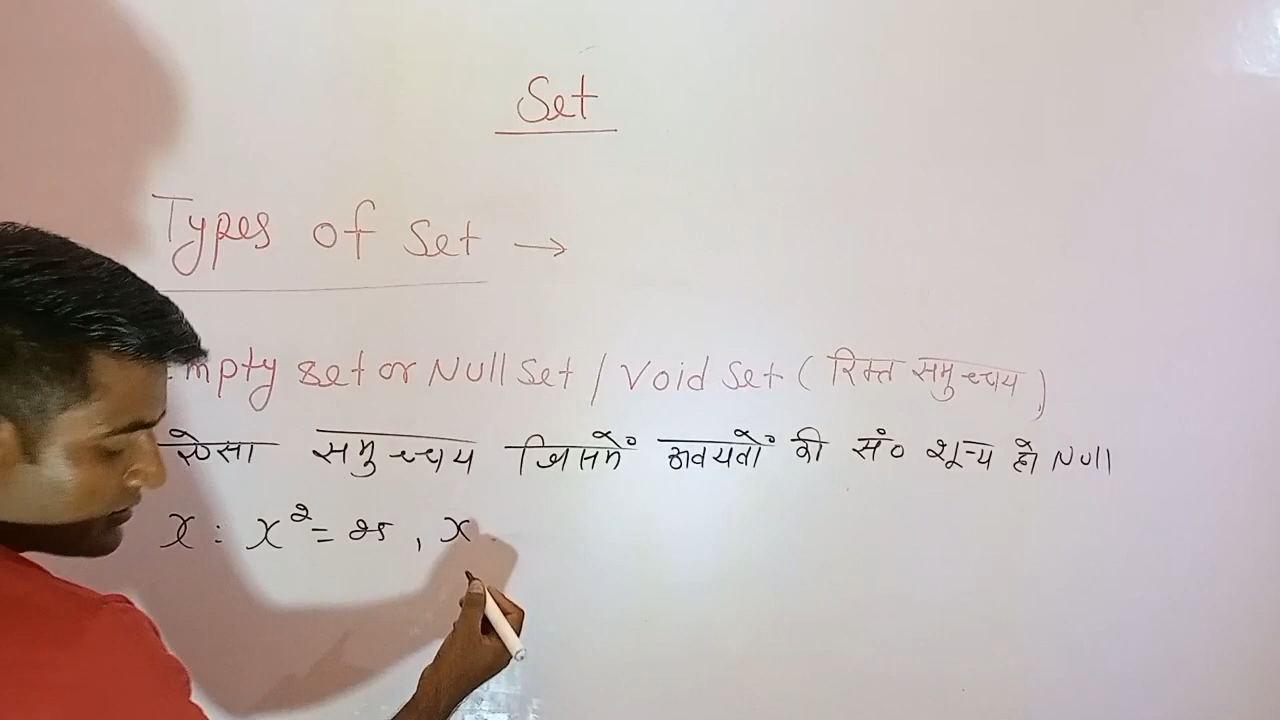 Set
Types of Set →
mpty set or Null Set / Void Set ( रिक्त समुच्चय )
ऐसा समुच्चय जिसमें अवयवों की सं० शून्य हो Null
x : x² = 25 , x